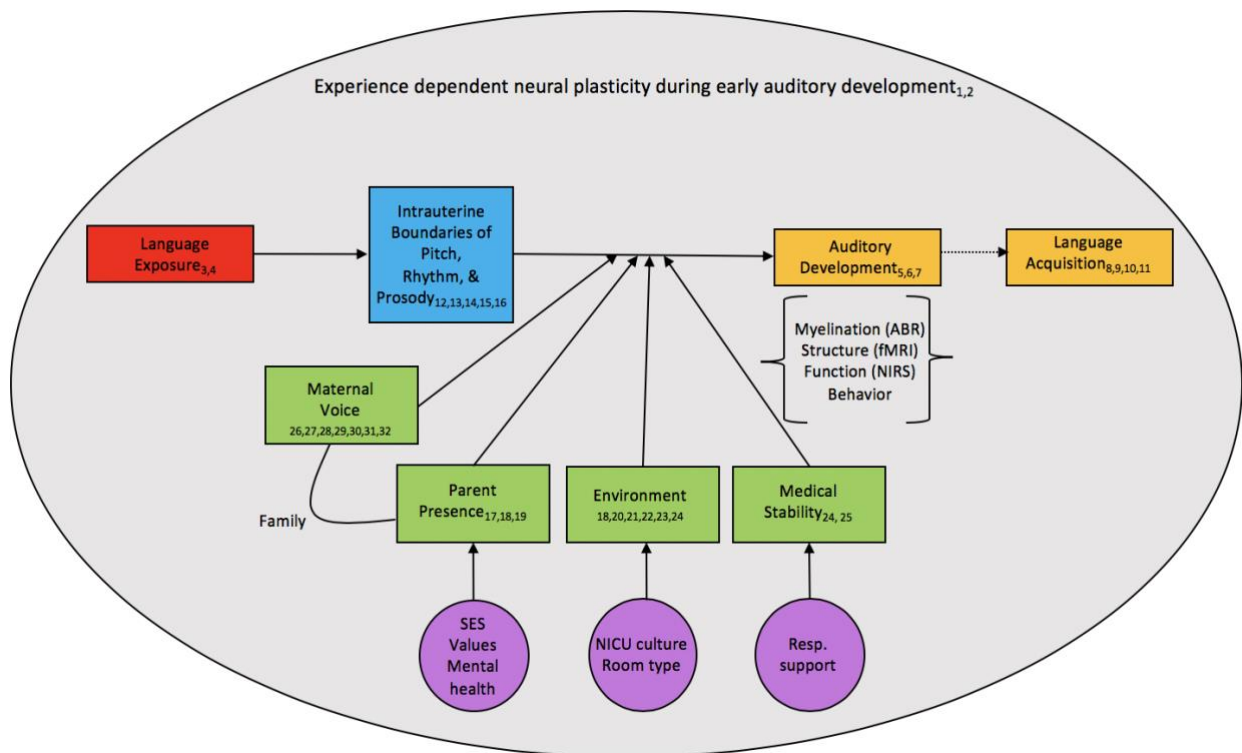 Experience dependent neural plasticity during early auditory development1,2
Language
Exposure3,4
Intrauterine
Boundaries of
Pitch,
Rhythm, &
Prosody12,13,14,15,16
Auditory
Development5,6,7
Language
Acquisition8,9,10,11
Myelination (ABR)
Structure (fMRI)
Function (NIRS)
Behavior
Maternal
Voice
26,27,28,29,30,31,32
Family
Parent
Presence17,18,19
Environment
18,20,21,22,23,24
Medical
Stability24, 25
SES
Values
Mental
health
NICU culture
Room type
Resp.
support